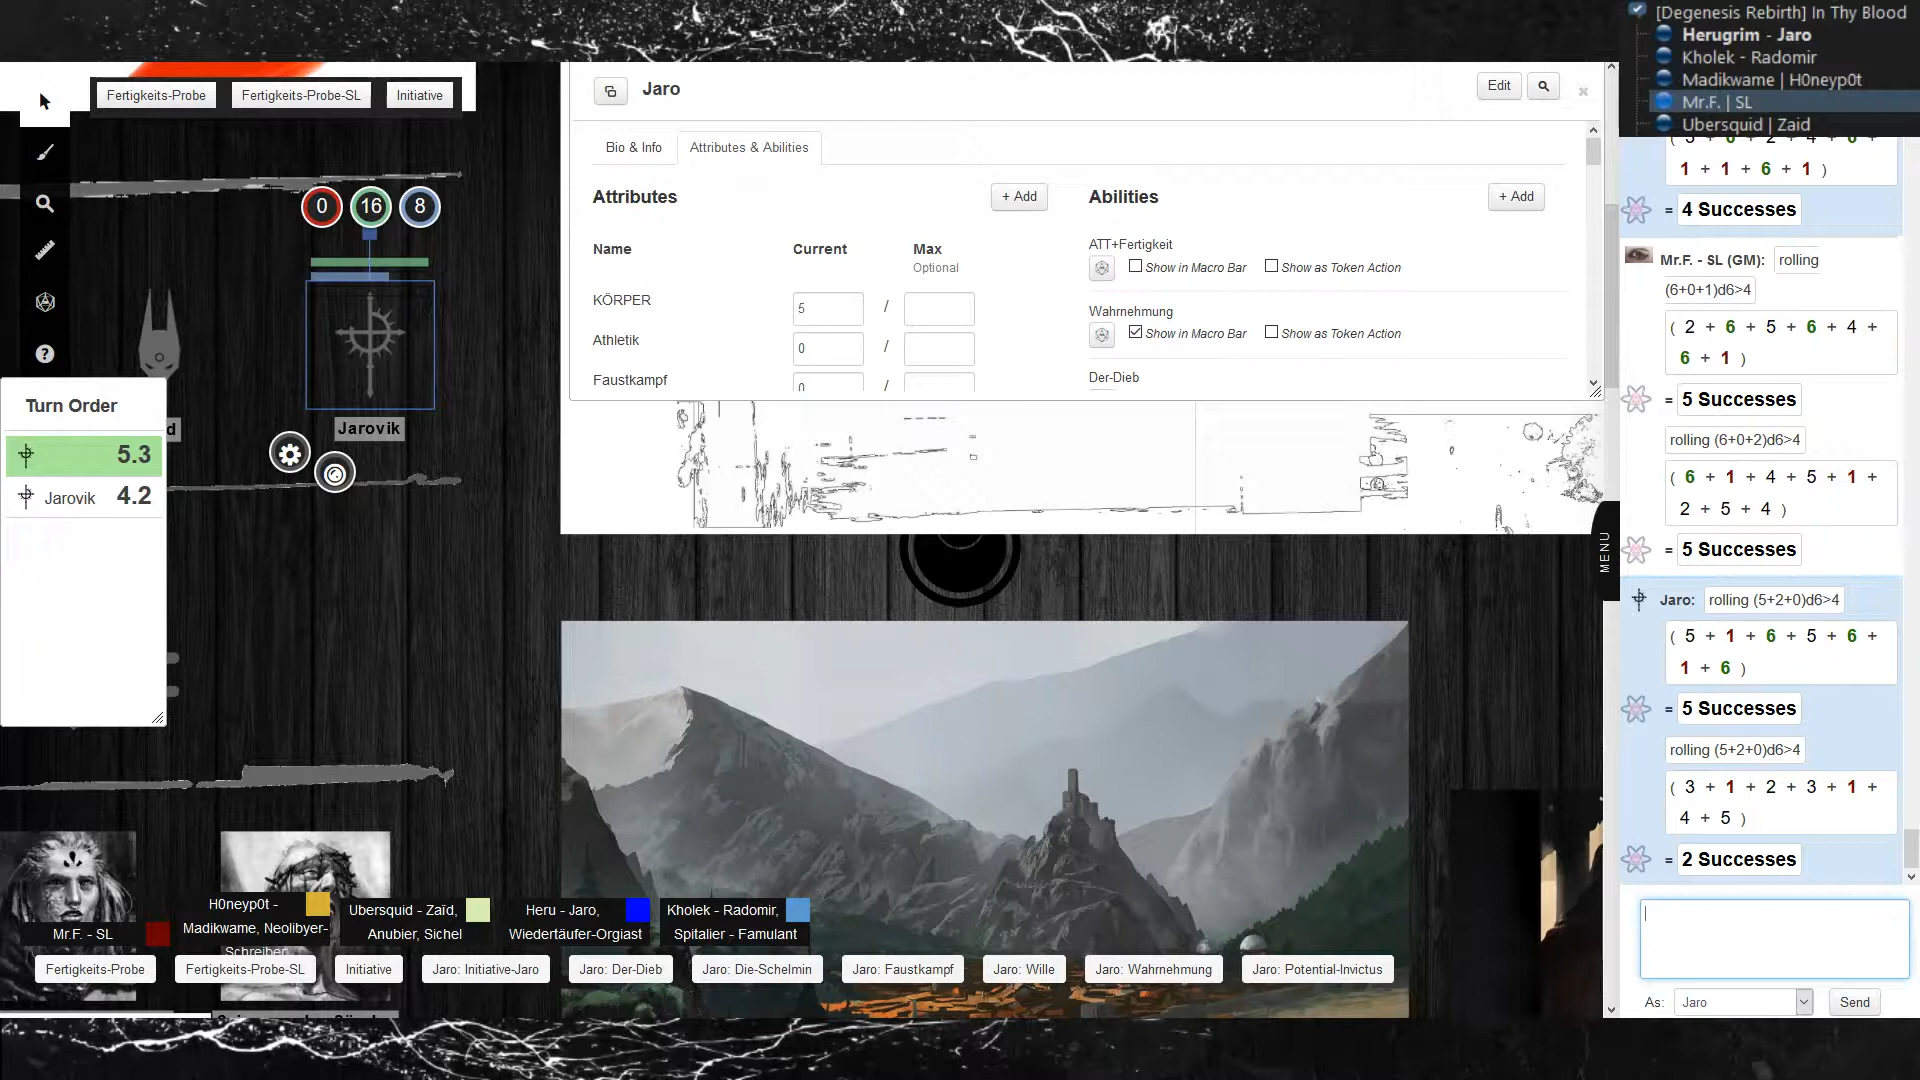 [Degenesis Rebirth] In Thy Blood
Herugrim - Jaro
Kholek - Radomir
Madikwame | H0neyp0t
Mr.F. | SL
Ubersquid | Zaid
Fertigkeits-Probe
Fertigkeits-Probe-SL
Initiative
0
16
8
d
Jarovik
Turn Order
5.3
Jarovik 4.2
Jaro
Edit
Bio & Info
Attributes & Abilities
Attributes
+ Add
Name
Current
Max
Optional
KÖRPER
5
/
Athletik
0
/
Faustkampf
0
/
Abilities
+ Add
ATT+Fertigkeit
Show in Macro Bar
Show as Token Action
Wahrnehmung
Show in Macro Bar
Show as Token Action
Der-Dieb
MENU
1 + 1 + 6 + 1 )
= 4 Successes
Mr.F. - SL (GM): rolling
(6+0+1)d6>4
( 2 + 6 + 5 + 6 + 4 +
6 + 1 )
= 5 Successes
rolling (6+0+2)d6>4
( 6 + 1 + 4 + 5 + 1 +
2 + 5 + 4 )
= 5 Successes
Jaro: rolling (5+2+0)d6>4
( 5 + 1 + 6 + 5 + 6 +
1 + 6 )
= 5 Successes
rolling (5+2+0)d6>4
( 3 + 1 + 2 + 3 + 1 +
4 + 5 )
= 2 Successes
As: Jaro
Send
Mr.F. - SL
H0neyp0t -
Madikwame, Neolibyer-
Schreiber
Ubersquid - Zaïd,
Anubier, Sichel
Heru - Jaro,
Wiedertäufer-Orgiast
Kholek - Radomir,
Spitalier - Famulant
Fertigkeits-Probe
Fertigkeits-Probe-SL
Initiative
Jaro: Initiative-Jaro
Jaro: Der-Dieb
Jaro: Die-Schelmin
Jaro: Faustkampf
Jaro: Wille
Jaro: Wahrnehmung
Jaro: Potential-Invictus